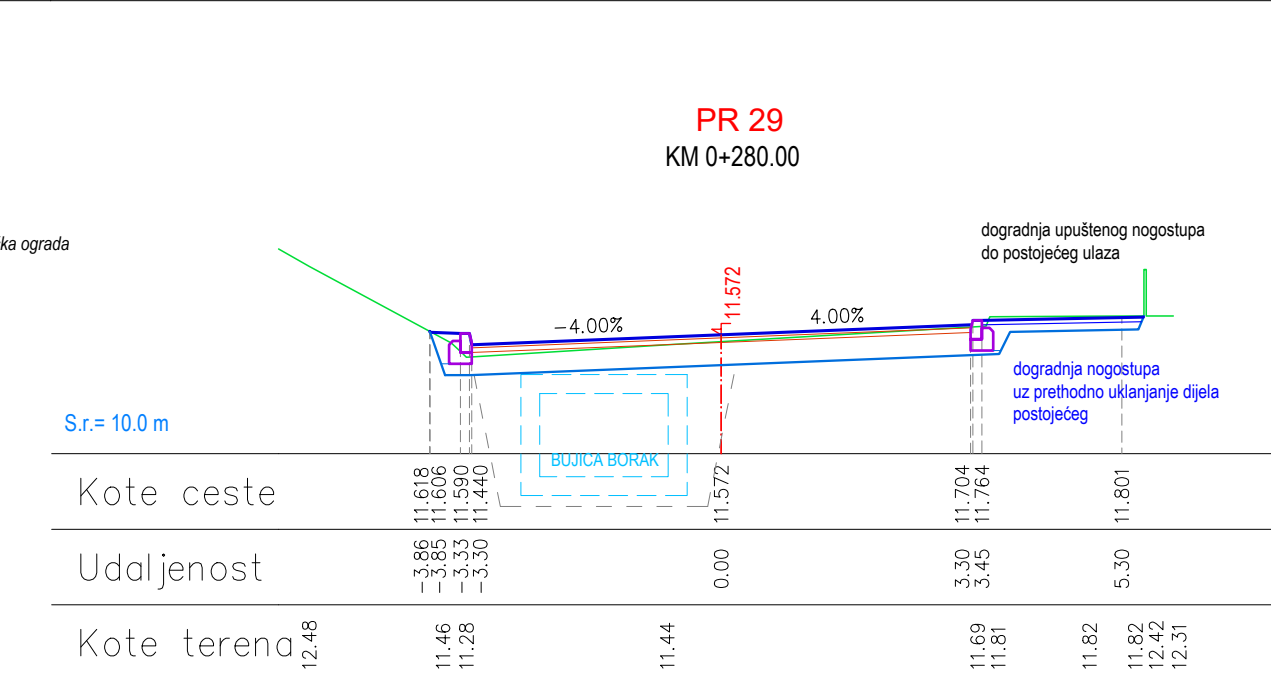 PR 29
KM 0+280.00
ka ograda
dogradnja upuštenog nogostupa
do postojećeg ulaza
11.572
-4.00%
4.00%
dogradnja nogostupa
uz prethodno uklanjanje dijela
postojećeg
S.r.= 10.0 m
BUJICA BORAK
Kote ceste 11.618 11.606 11.590 11.440 11.572 11.704 11.764 11.801
Udaljenost -3.86 -3.85 -3.33 -3.30 0.00 3.30 3.45 5.30
Kote terena 12.48 11.46 11.28 11.44 11.69 11.81 11.82 11.82 12.42 12.31